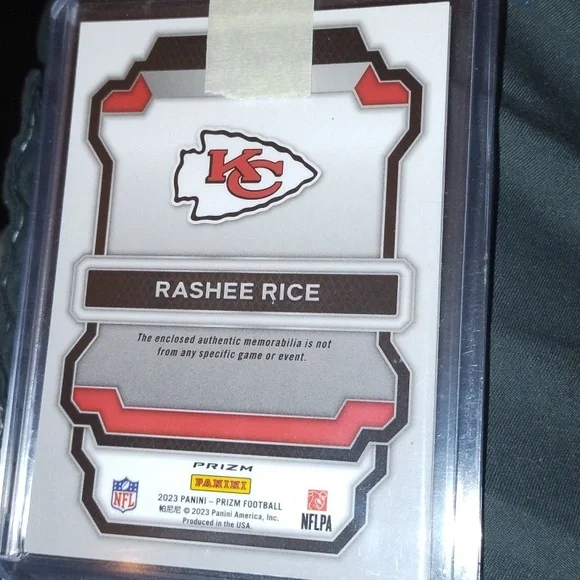 KC
RASHEE RICE
The enclosed authentic memorabilia is not
from any specific game or event.
PRIZM
PANINI
2023 PANINI – PRIZM FOOTBALL
帕尼尼 © 2023 Panini America, Inc.
Produced in the USA.
NFL
NFLPA